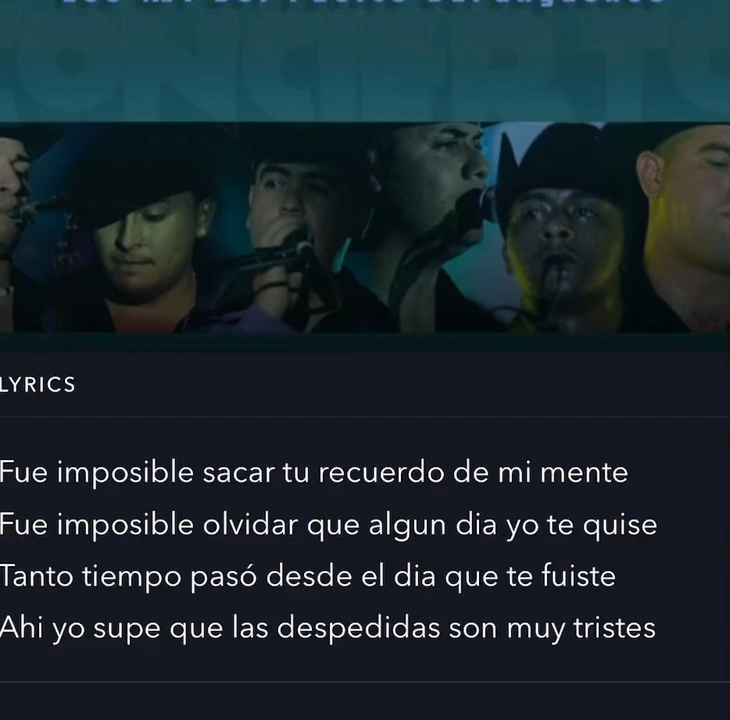 CONCIERTO
LYRICS
Fue imposible sacar tu recuerdo de mi mente
Fue imposible olvidar que algun dia yo te quise
Tanto tiempo pasó desde el dia que te fuiste
Ahi yo supe que las despedidas son muy tristes